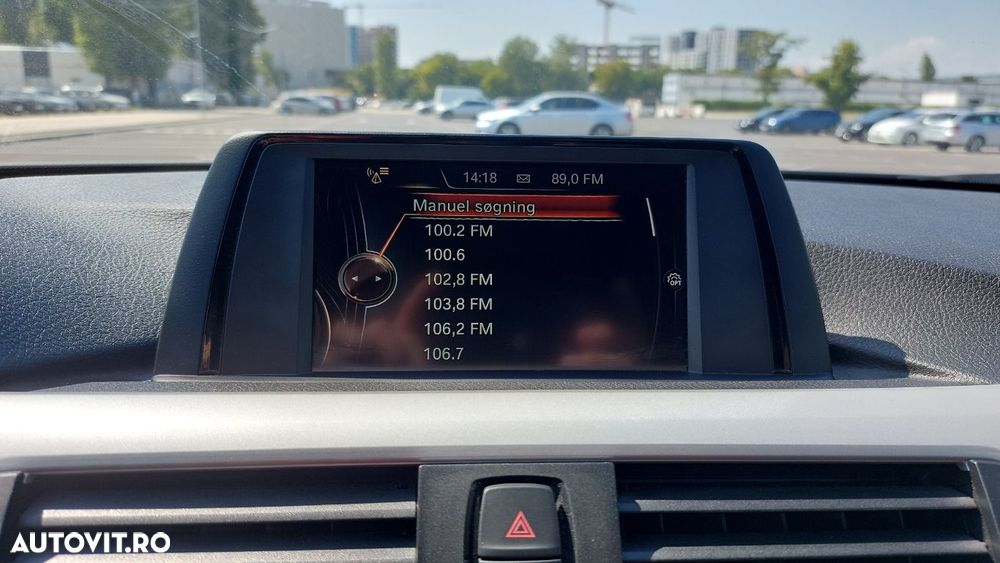 14:18 89,0 FM
Manuel søgning
100.2 FM
100.6
102,8 FM
103,8 FM
106,2 FM
106.7
OPT
AUTOVIT.RO